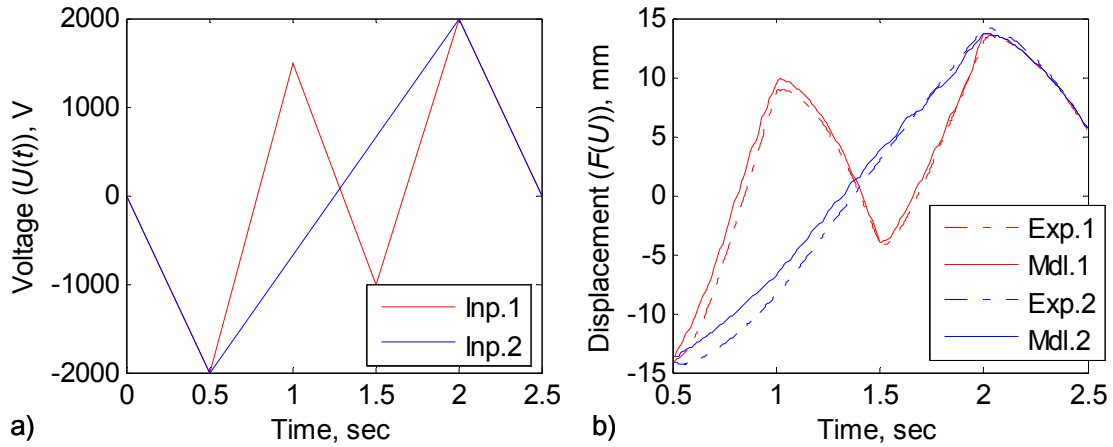 2000
1000
0
-1000
-2000
Voltage (U(t)), V
0
0.5
1
1.5
2
2.5
Time, sec
Inp.1
Inp.2
a)
15
10
5
0
-5
-10
-15
Displacement (F(U)), mm
0.5
1
1.5
2
2.5
Time, sec
Exp.1
Mdl.1
Exp.2
Mdl.2
b)